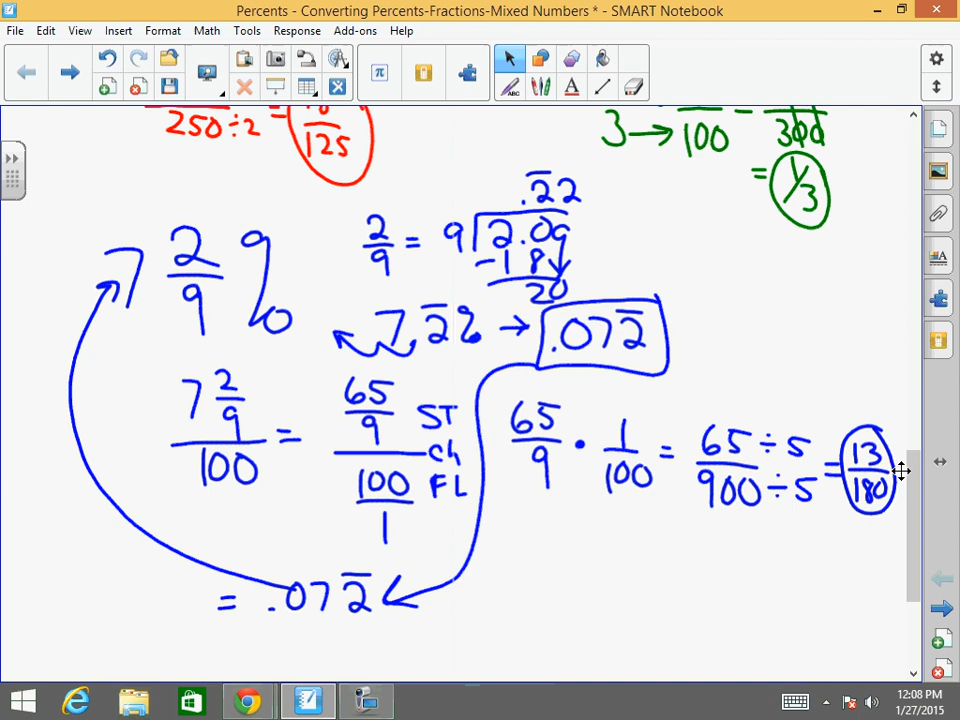 Percents - Converting Percents-Fractions-Mixed Numbers * - SMART Notebook
File Edit View Insert Format Math Tools Response Add-ons Help
π
ABC
A
250÷2 = 125
3 → 100 = 300
= 1/3
7 2/9 %
2/9 = 9 2.00
.22
-1 8
20
7.2% → .072
7 2/9 / 100 = 65/9 / 100/1
ST
Ch
FL
65/9 • 1/100 = 65÷5 / 900÷5 = 13/180
= .072
12:08 PM
1/27/2015